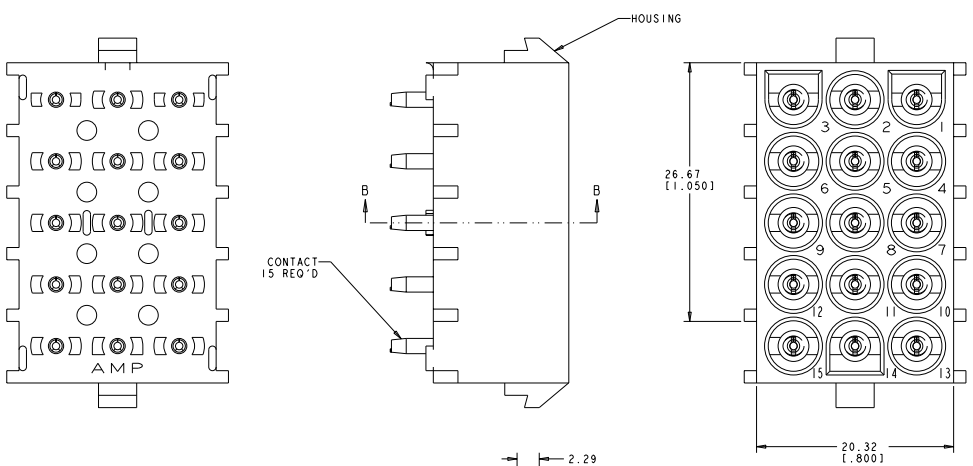 HOUSING
3 2 1
26.67
[1.050]
6 5 4
B B
9 8 7
CONTACT
15 REQ'D
12 11 10
AMP
15 14 13
20.32
[.800]
2.29